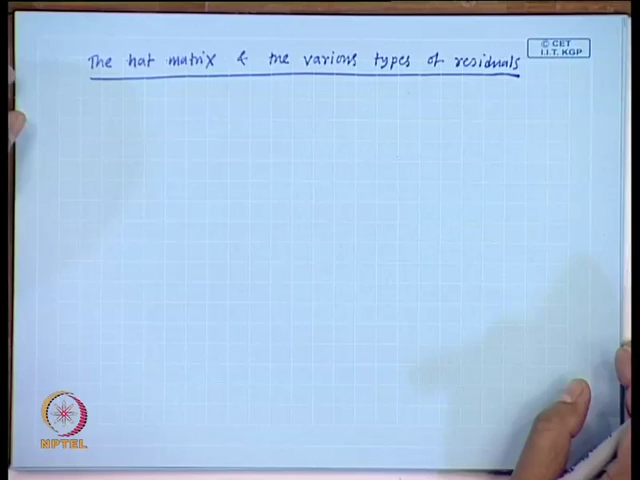 The hat matrix & the various types of residuals
© CET
I.I.T. KGP
NPTEL